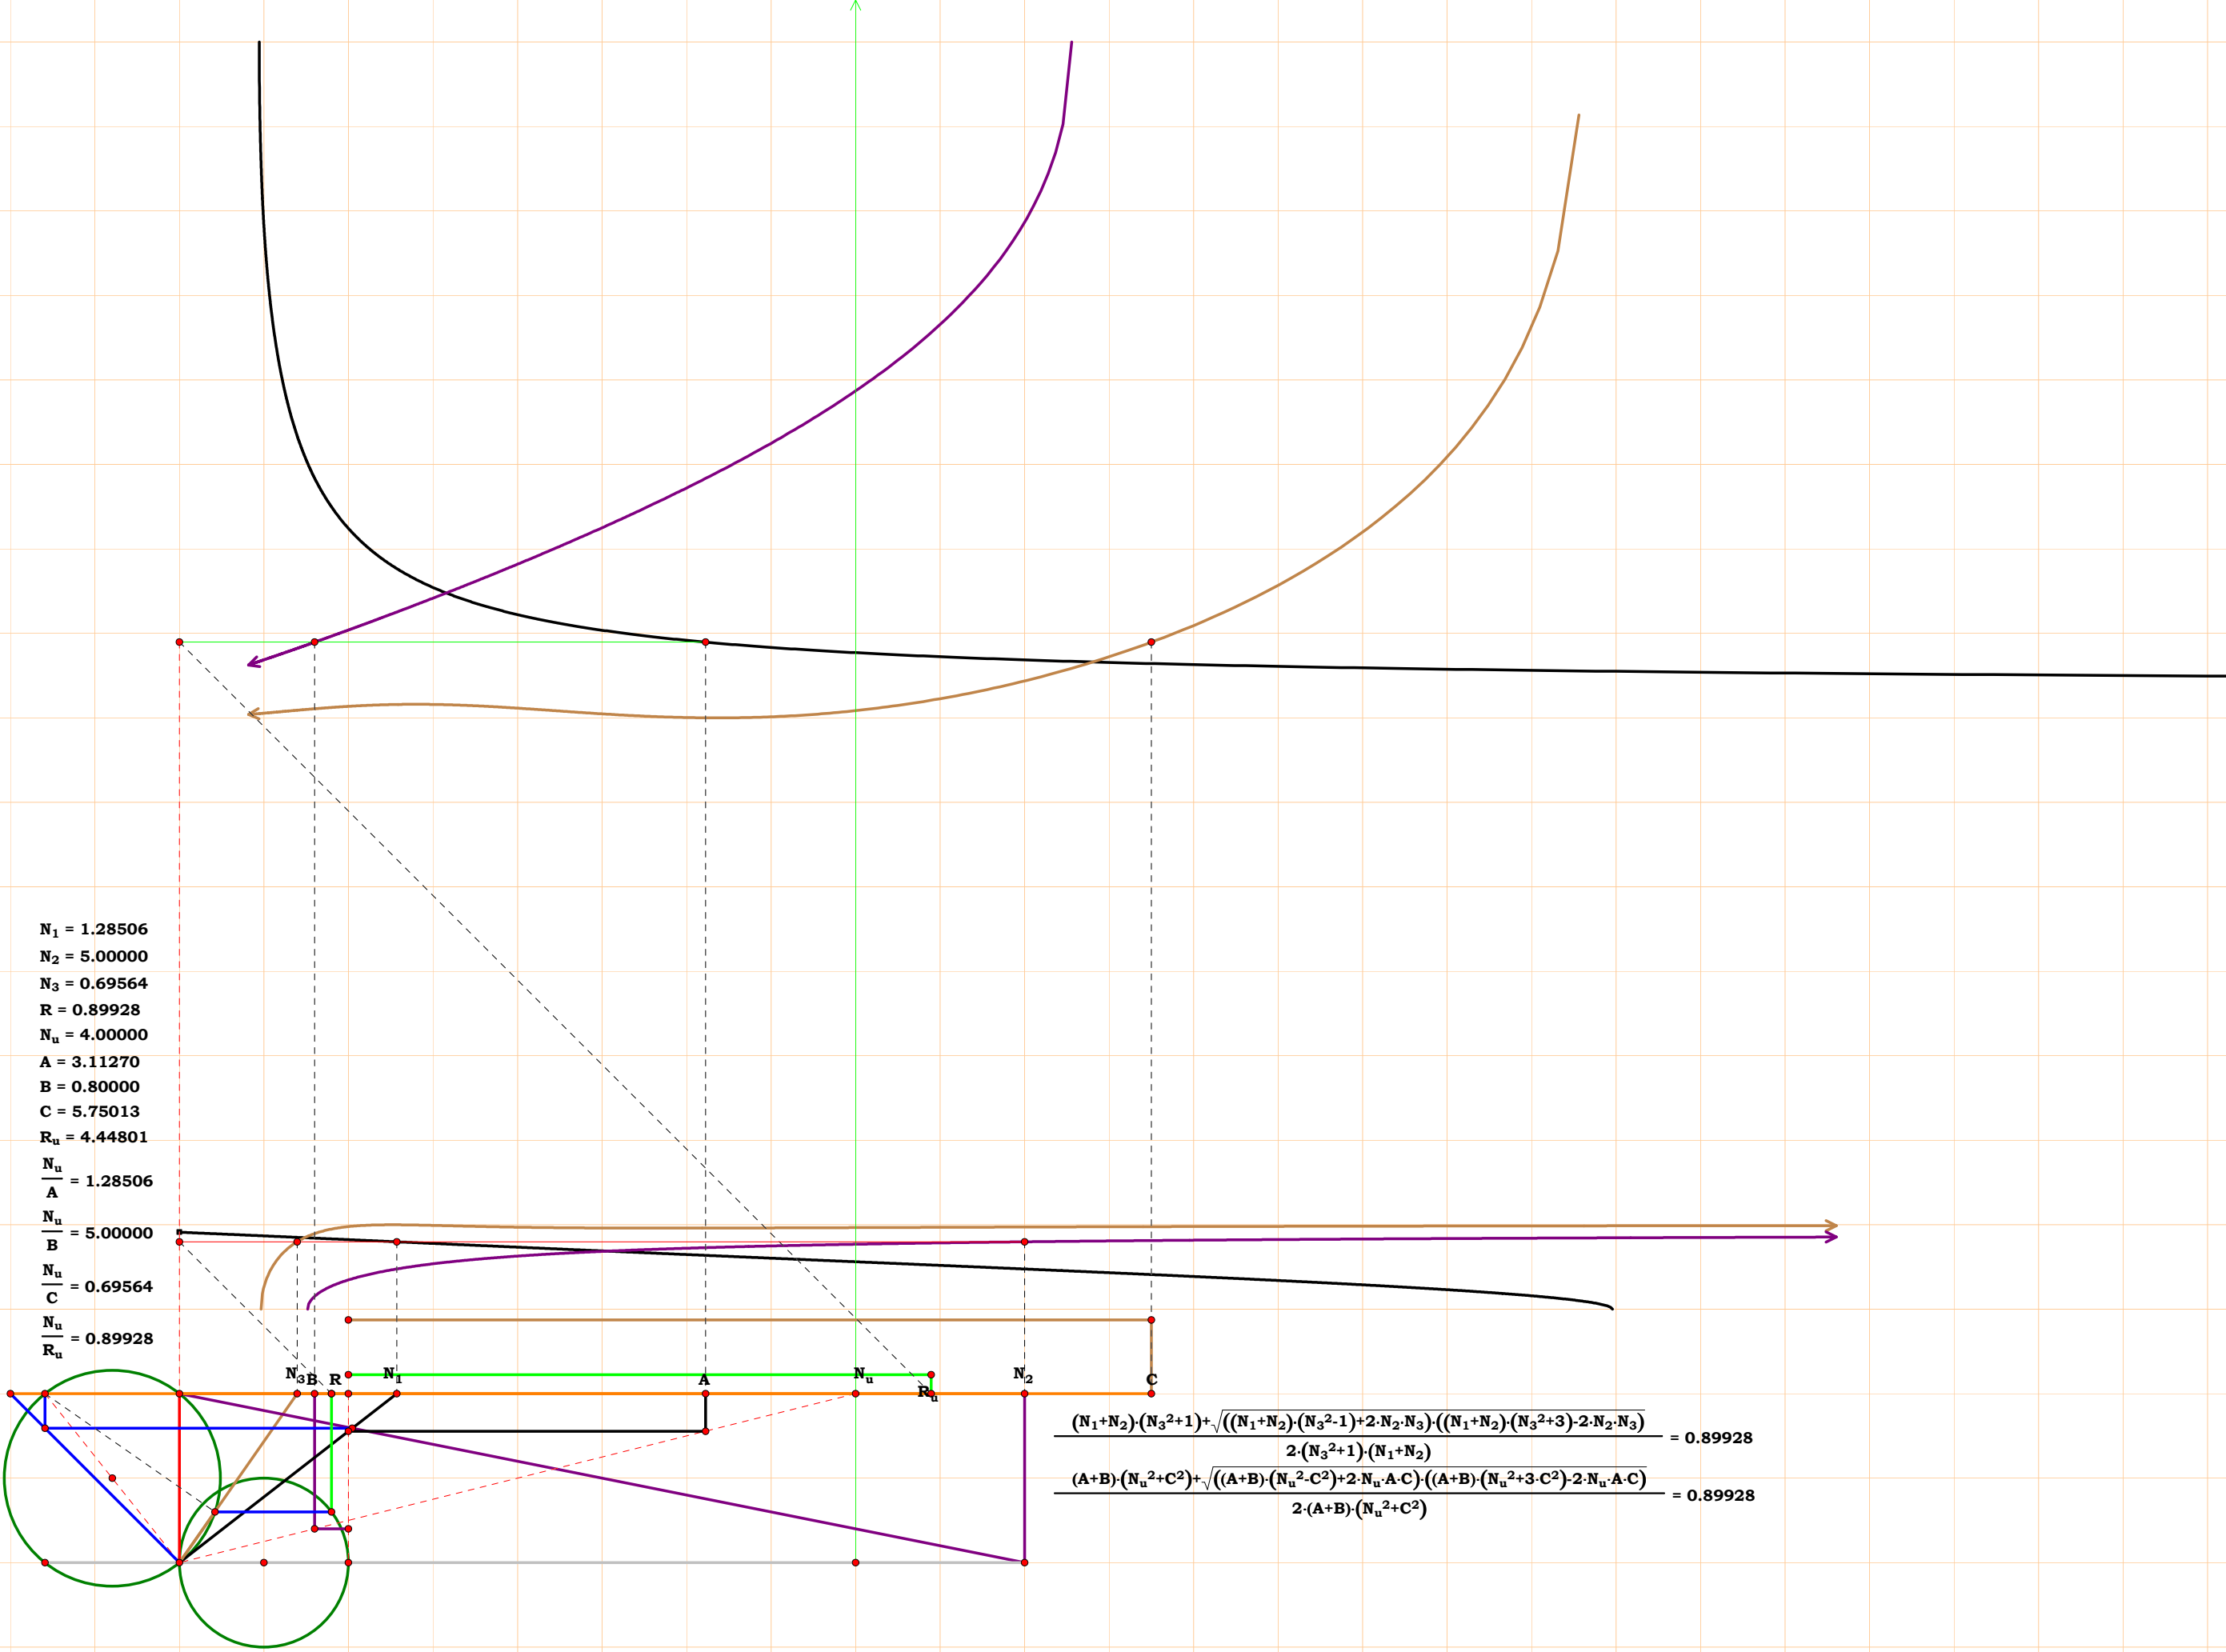 N₁ = 1.28506
N₂ = 5.00000
N₃ = 0.69564
R = 0.89928
Nᵤ = 4.00000
A = 3.11270
B = 0.80000
C = 5.75013
Rᵤ = 4.44801
Nᵤ/A = 1.28506
Nᵤ/B = 5.00000
Nᵤ/C = 0.69564
Nᵤ/Rᵤ = 0.89928
N₃ B R N₁ A Nᵤ Rᵤ N₂ C
((N₁+N₂)·(N₃²+1)+√(((N₁+N₂)·(N₃²-1)+2·N₂·N₃)·((N₁+N₂)·(N₃²+3)-2·N₂·N₃)))/(2·(N₃²+1)·(N₁+N₂)) = 0.89928
((A+B)·(Nᵤ²+C²)+√(((A+B)·(Nᵤ²-C²)+2·Nᵤ·A·C)·((A+B)·(Nᵤ²+3·C²)-2·Nᵤ·A·C)))/(2·(A+B)·(Nᵤ²+C²)) = 0.89928